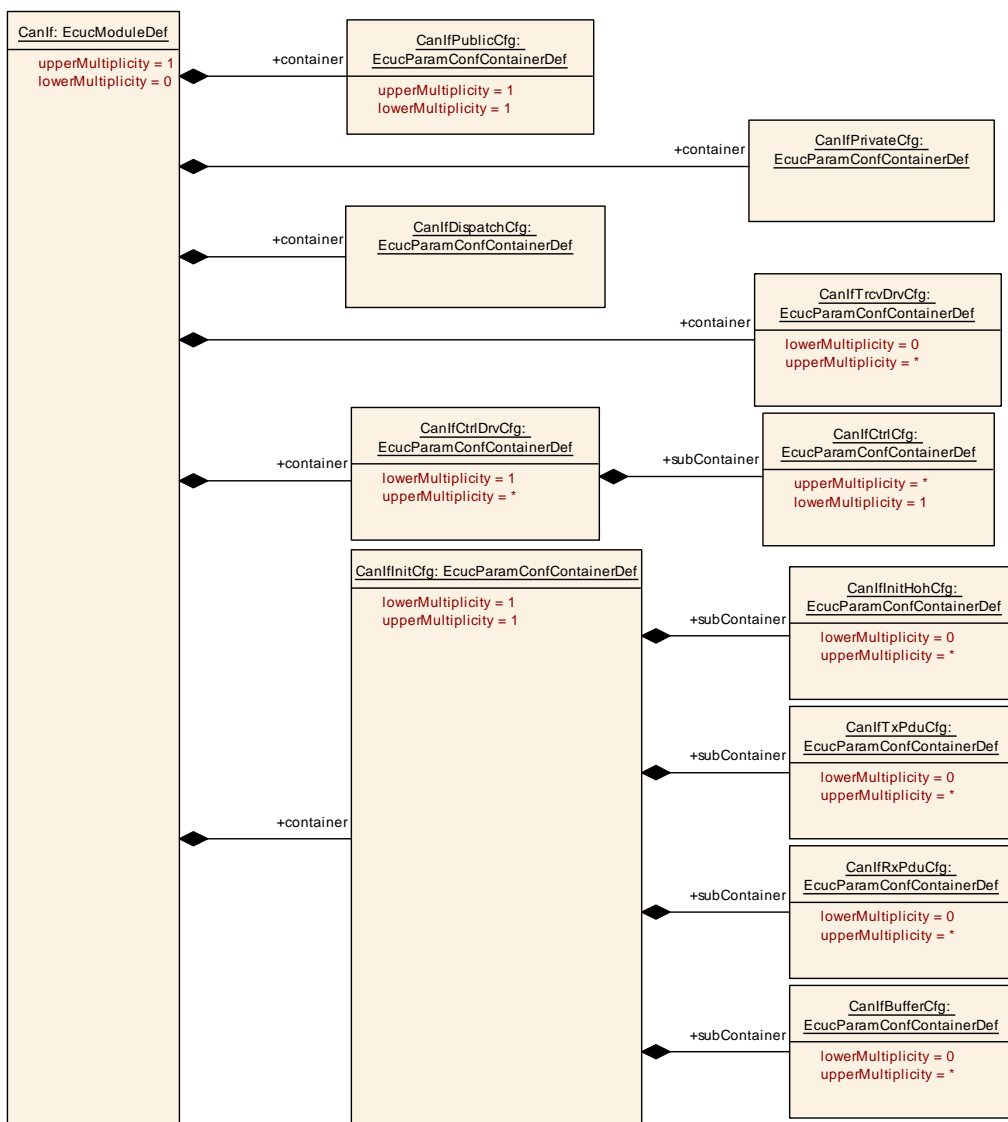 CanIf: EcucModuleDef
upperMultiplicity = 1
lowerMultiplicity = 0
+container
CanIfPublicCfg:
EcucParamConfContainerDef
upperMultiplicity = 1
lowerMultiplicity = 1
+container
CanIfPrivateCfg:
EcucParamConfContainerDef
+container
CanIfDispatchCfg:
EcucParamConfContainerDef
+container
CanIfTrcvDrvCfg:
EcucParamConfContainerDef
lowerMultiplicity = 0
upperMultiplicity = *
+container
CanIfCtrlDrvCfg:
EcucParamConfContainerDef
lowerMultiplicity = 1
upperMultiplicity = *
+subContainer
CanIfCtrlCfg:
EcucParamConfContainerDef
upperMultiplicity = *
lowerMultiplicity = 1
+container
CanIfInitCfg: EcucParamConfContainerDef
lowerMultiplicity = 1
upperMultiplicity = 1
+subContainer
CanIfInitHohCfg:
EcucParamConfContainerDef
lowerMultiplicity = 0
upperMultiplicity = *
+subContainer
CanIfTxPduCfg:
EcucParamConfContainerDef
lowerMultiplicity = 0
upperMultiplicity = *
+subContainer
CanIfRxPduCfg:
EcucParamConfContainerDef
lowerMultiplicity = 0
upperMultiplicity = *
+subContainer
CanIfBufferCfg:
EcucParamConfContainerDef
lowerMultiplicity = 0
upperMultiplicity = *